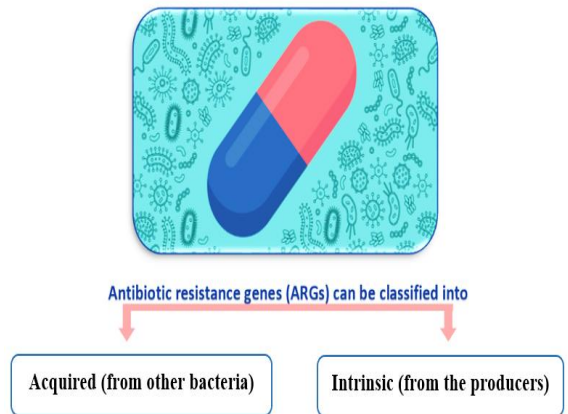 Antibiotic resistance genes (ARGs) can be classified into
Acquired (from other bacteria)
Intrinsic (from the producers)